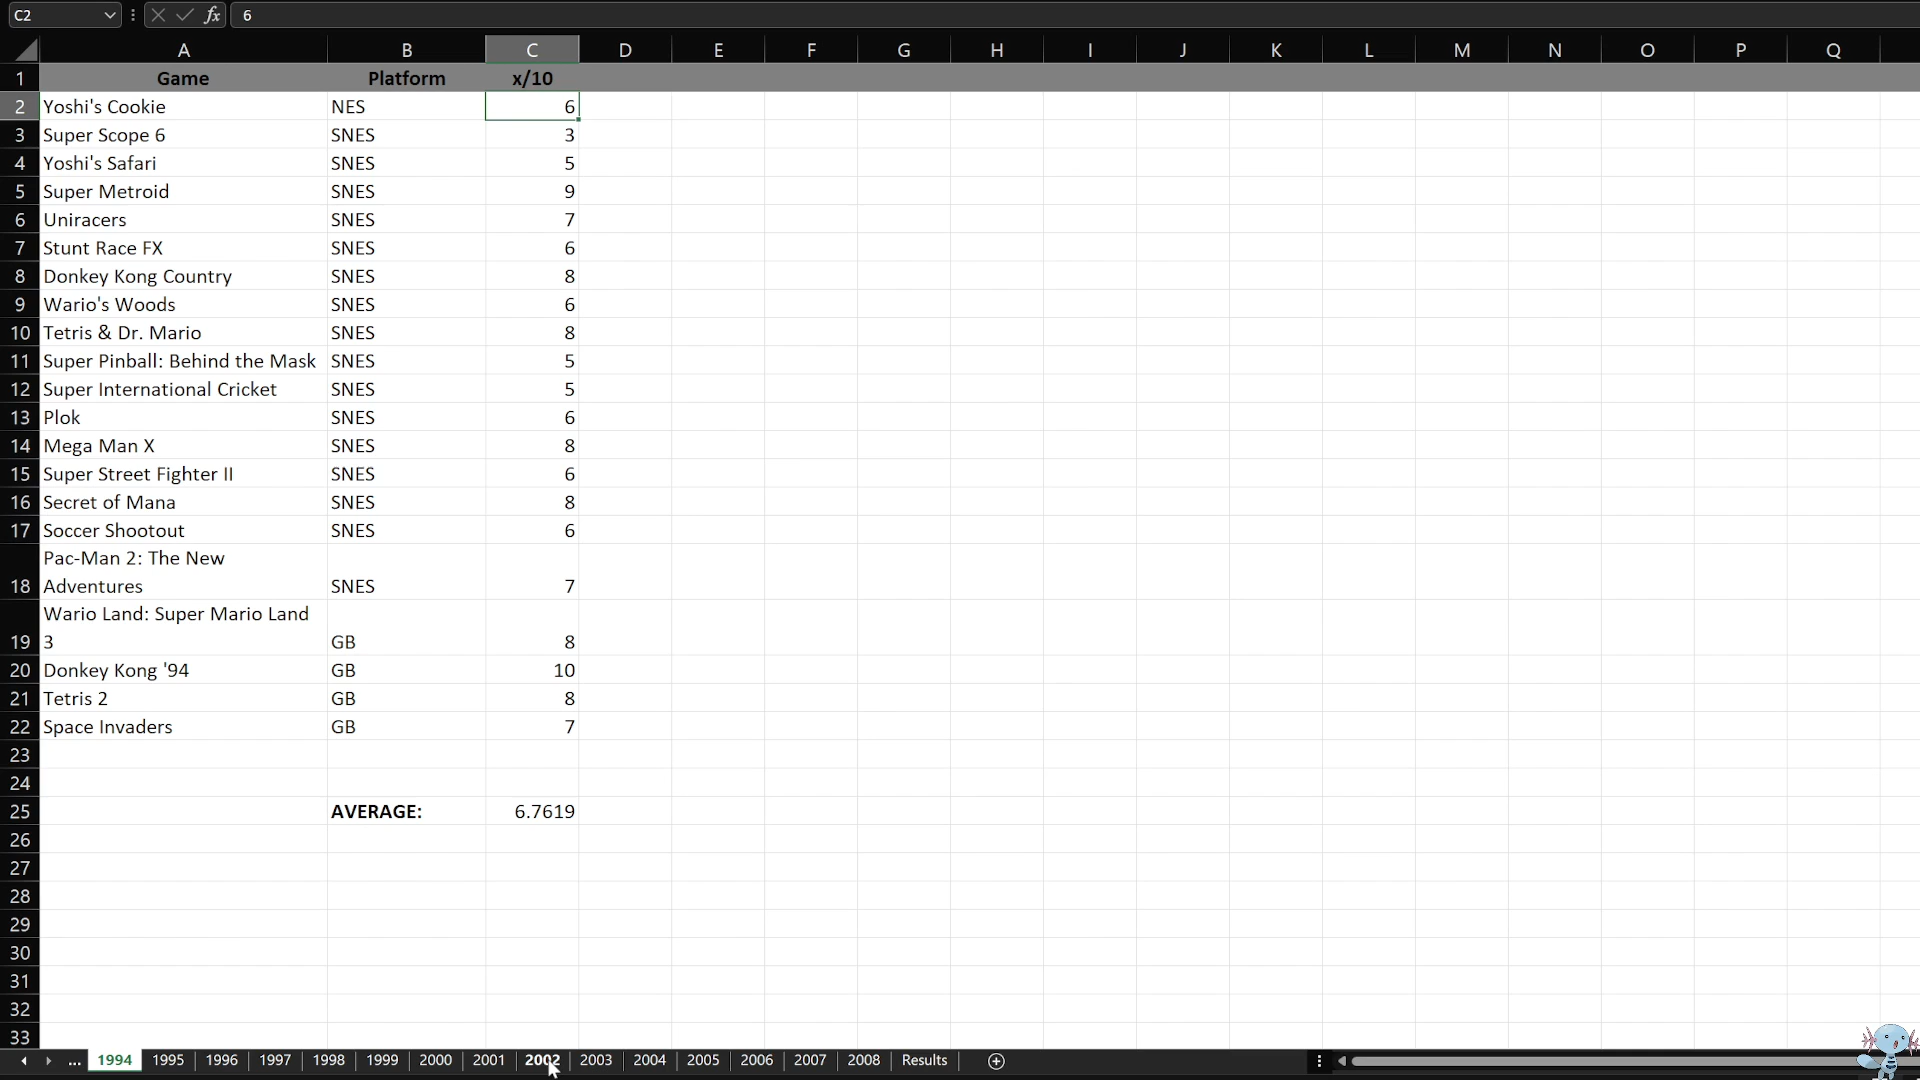 C2 fx 6
A B C D E F G H I J K L M N O P Q
1 Game Platform x/10
2 Yoshi's Cookie NES 6
3 Super Scope 6 SNES 3
4 Yoshi's Safari SNES 5
5 Super Metroid SNES 9
6 Uniracers SNES 7
7 Stunt Race FX SNES 6
8 Donkey Kong Country SNES 8
9 Wario's Woods SNES 6
10 Tetris & Dr. Mario SNES 8
11 Super Pinball: Behind the Mask SNES 5
12 Super International Cricket SNES 5
13 Plok SNES 6
14 Mega Man X SNES 8
15 Super Street Fighter II SNES 6
16 Secret of Mana SNES 8
17 Soccer Shootout SNES 6
Pac-Man 2: The New
18 Adventures SNES 7
Wario Land: Super Mario Land
19 3 GB 8
20 Donkey Kong '94 GB 10
21 Tetris 2 GB 8
22 Space Invaders GB 7
23
24
25 AVERAGE: 6.7619
26
27
28
29
30
31
32
33
... 1994 1995 1996 1997 1998 1999 2000 2001 2002 2003 2004 2005 2006 2007 2008 Results